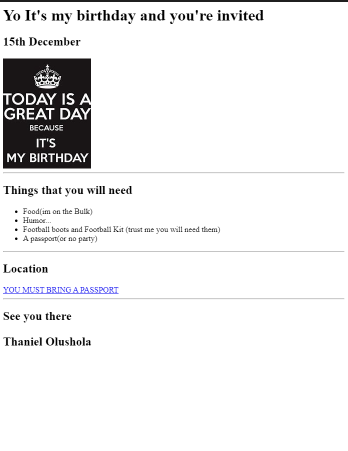 Yo It's my birthday and you're invited
15th December
TODAY IS A
GREAT DAY
BECAUSE
IT'S
MY BIRTHDAY
Things that you will need
Food(im on the Bulk)
Humor...
Football boots and Football Kit (trust me you will need them)
A passport(or no party)
Location
YOU MUST BRING A PASSPORT
See you there
Thaniel Olushola